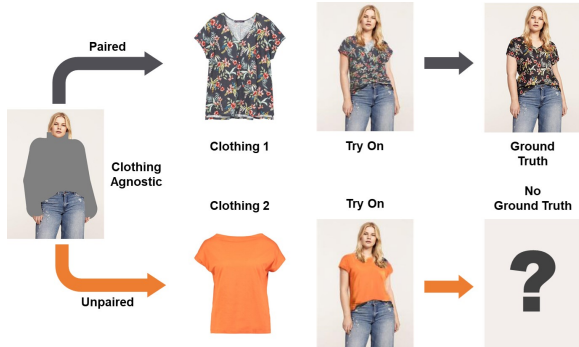 Paired
Clothing 1
Try On
Ground
Truth
Clothing
Agnostic
Clothing 2
Try On
No
Ground Truth
?
Unpaired